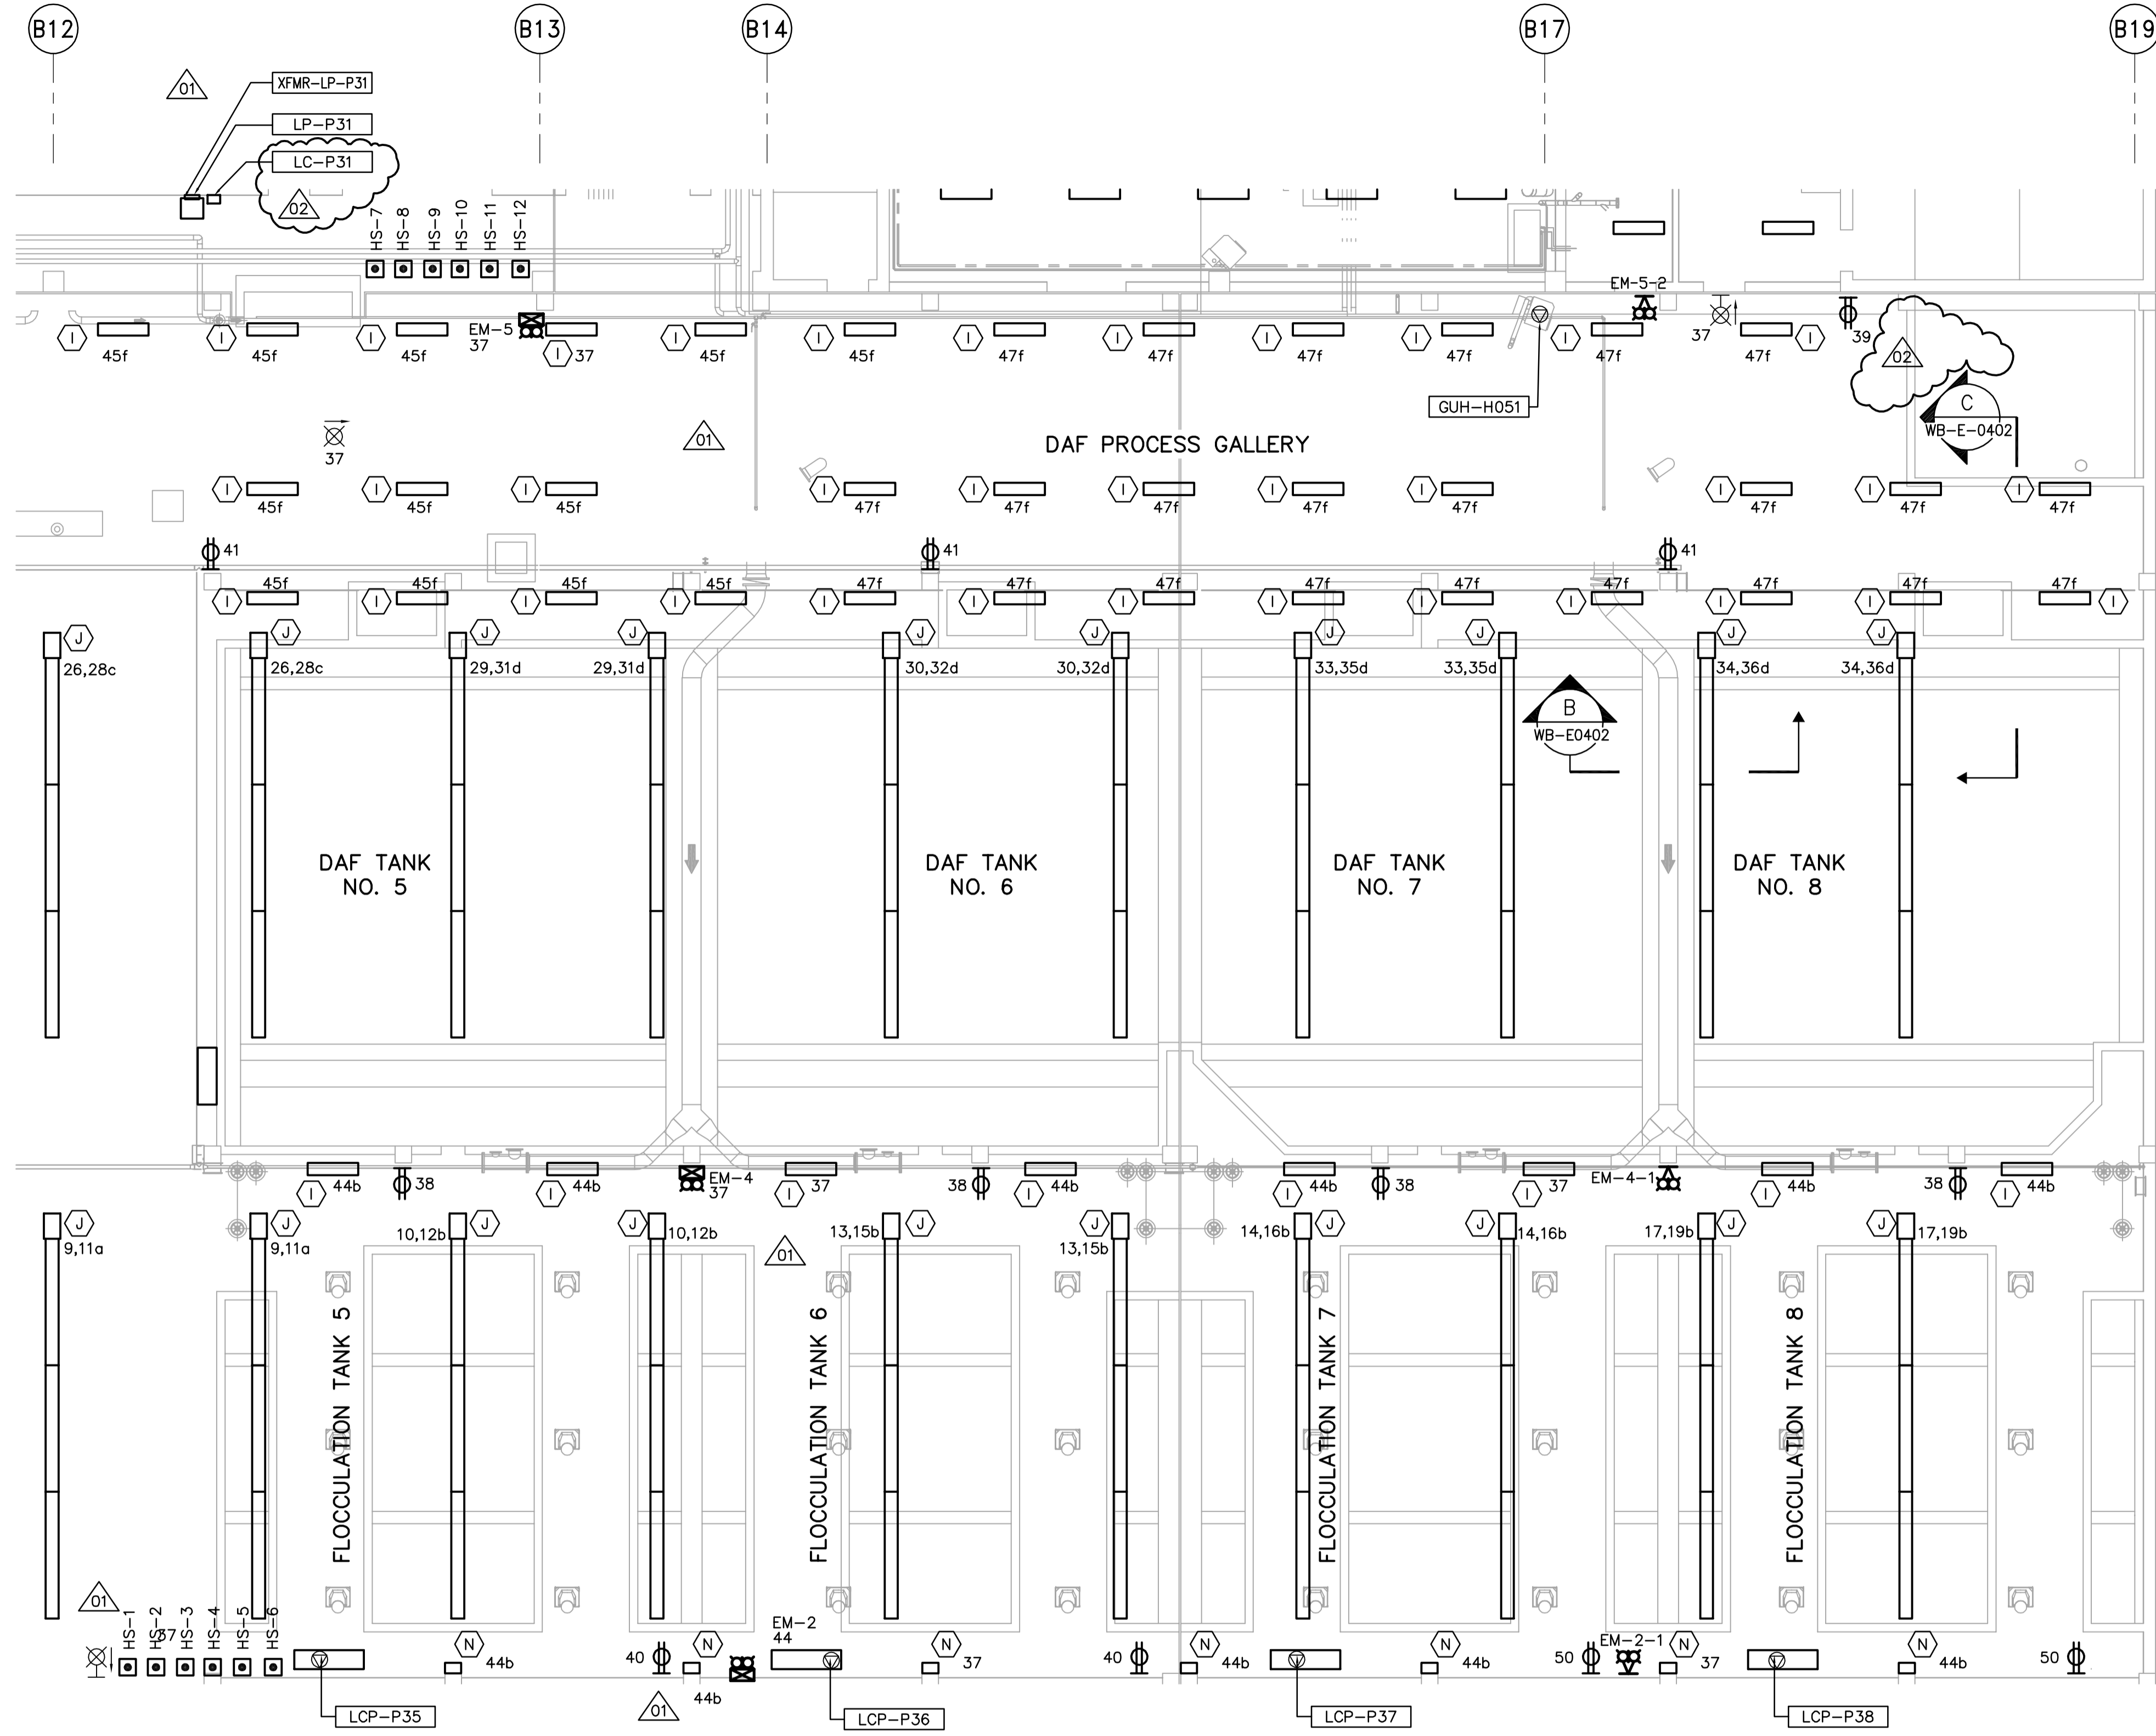 B12
B13
B14
B17
B19
01
XFMR-LP-P31
LP-P31
LC-P31
02
HS-7
HS-8
HS-9
HS-10
HS-11
HS-12
EM-5-2
I
45f
I
45f
I
45f
EM-5
37
I
37
I
45f
I
45f
I
47f
I
47f
I
47f
I
47f
I
47f
37
47f
I
39
02
GUH-H051
C
WB-E-0402
37
01
DAF PROCESS GALLERY
I
45f
I
45f
I
45f
I
47f
I
47f
I
47f
I
47f
I
47f
I
47f
I
47f
I
47f
41
41
41
I
45f
I
45f
I
45f
I
45f
I
47f
I
47f
I
47f
I
47f
I
47f
I
47f
I
47f
I
47f
47f
I
J
26,28c
J
26,28c
J
29,31d
J
29,31d
J
30,32d
J
30,32d
J
33,35d
J
33,35d
J
34,36d
J
34,36d
B
WB-E0402
DAF TANK
NO. 5
DAF TANK
NO. 6
DAF TANK
NO. 7
DAF TANK
NO. 8
I
44b
38
I
44b
EM-4
37
I
37
38
I
44b
I
44b
38
I
37
EM-4-1
I
44b
38
I
44b
J
9,11a
J
9,11a
J
10,12b
J
10,12b
01
J
13,15b
J
13,15b
J
14,16b
J
14,16b
J
17,19b
J
17,19b
FLOCCULATION TANK 5
FLOCCULATION TANK 6
FLOCCULATION TANK 7
FLOCCULATION TANK 8
01
37
HS-1
HS-2
HS-3
HS-4
HS-5
HS-6
N
44b
40
N
44b
EM-2
44
N
37
40
N
44b
N
44b
50
EM-2-1
N
37
N
44b
50
01
LCP-P35
LCP-P36
LCP-P37
LCP-P38